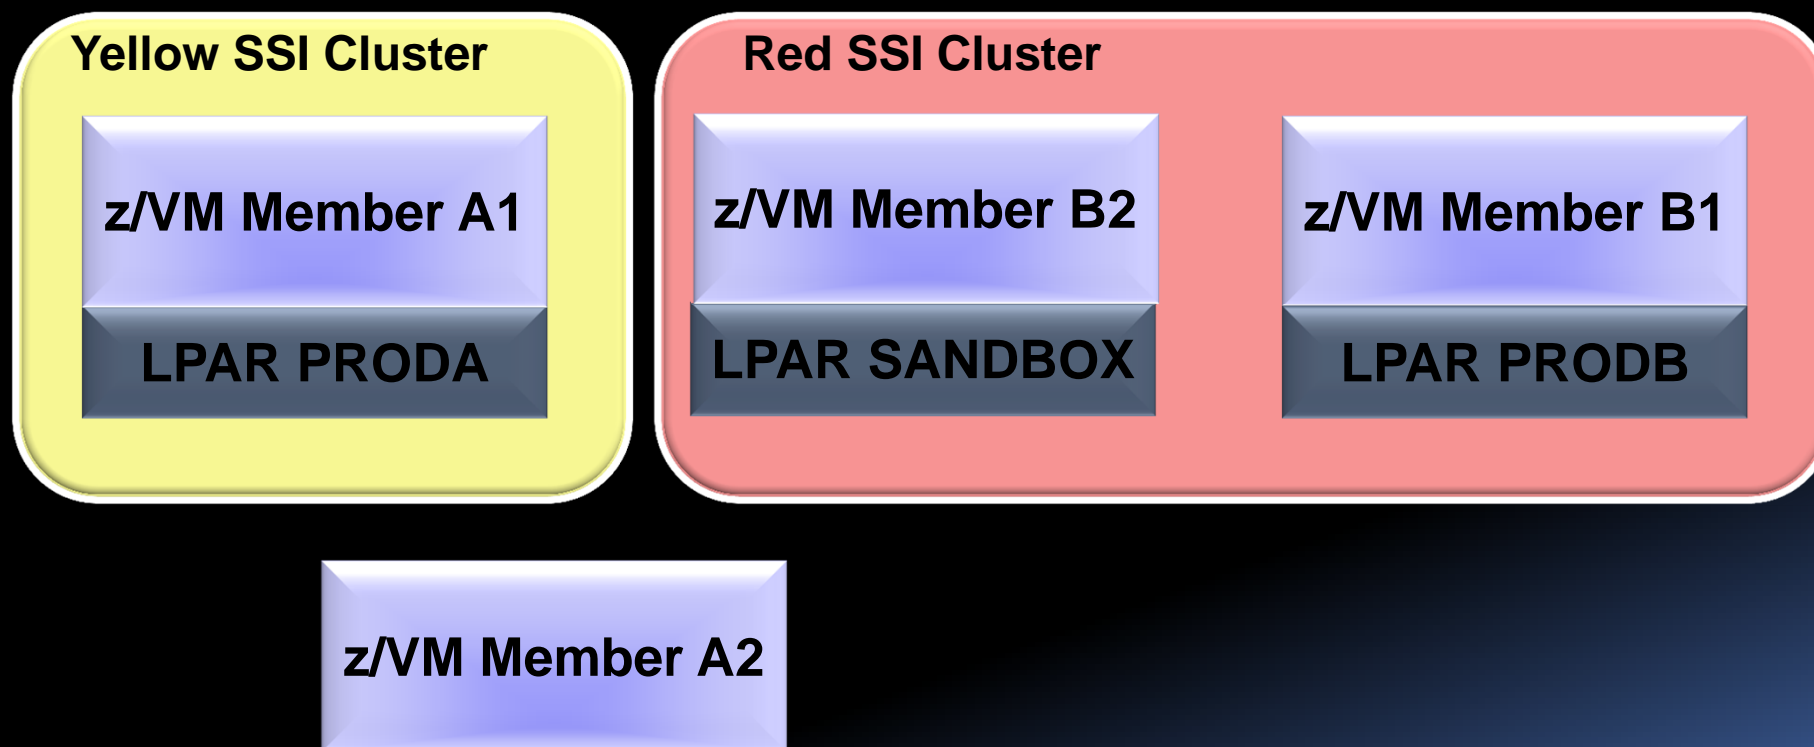 Yellow SSI Cluster
Red SSI Cluster
z/VM Member A1
z/VM Member B2
z/VM Member B1
LPAR PRODA
LPAR SANDBOX
LPAR PRODB
z/VM Member A2